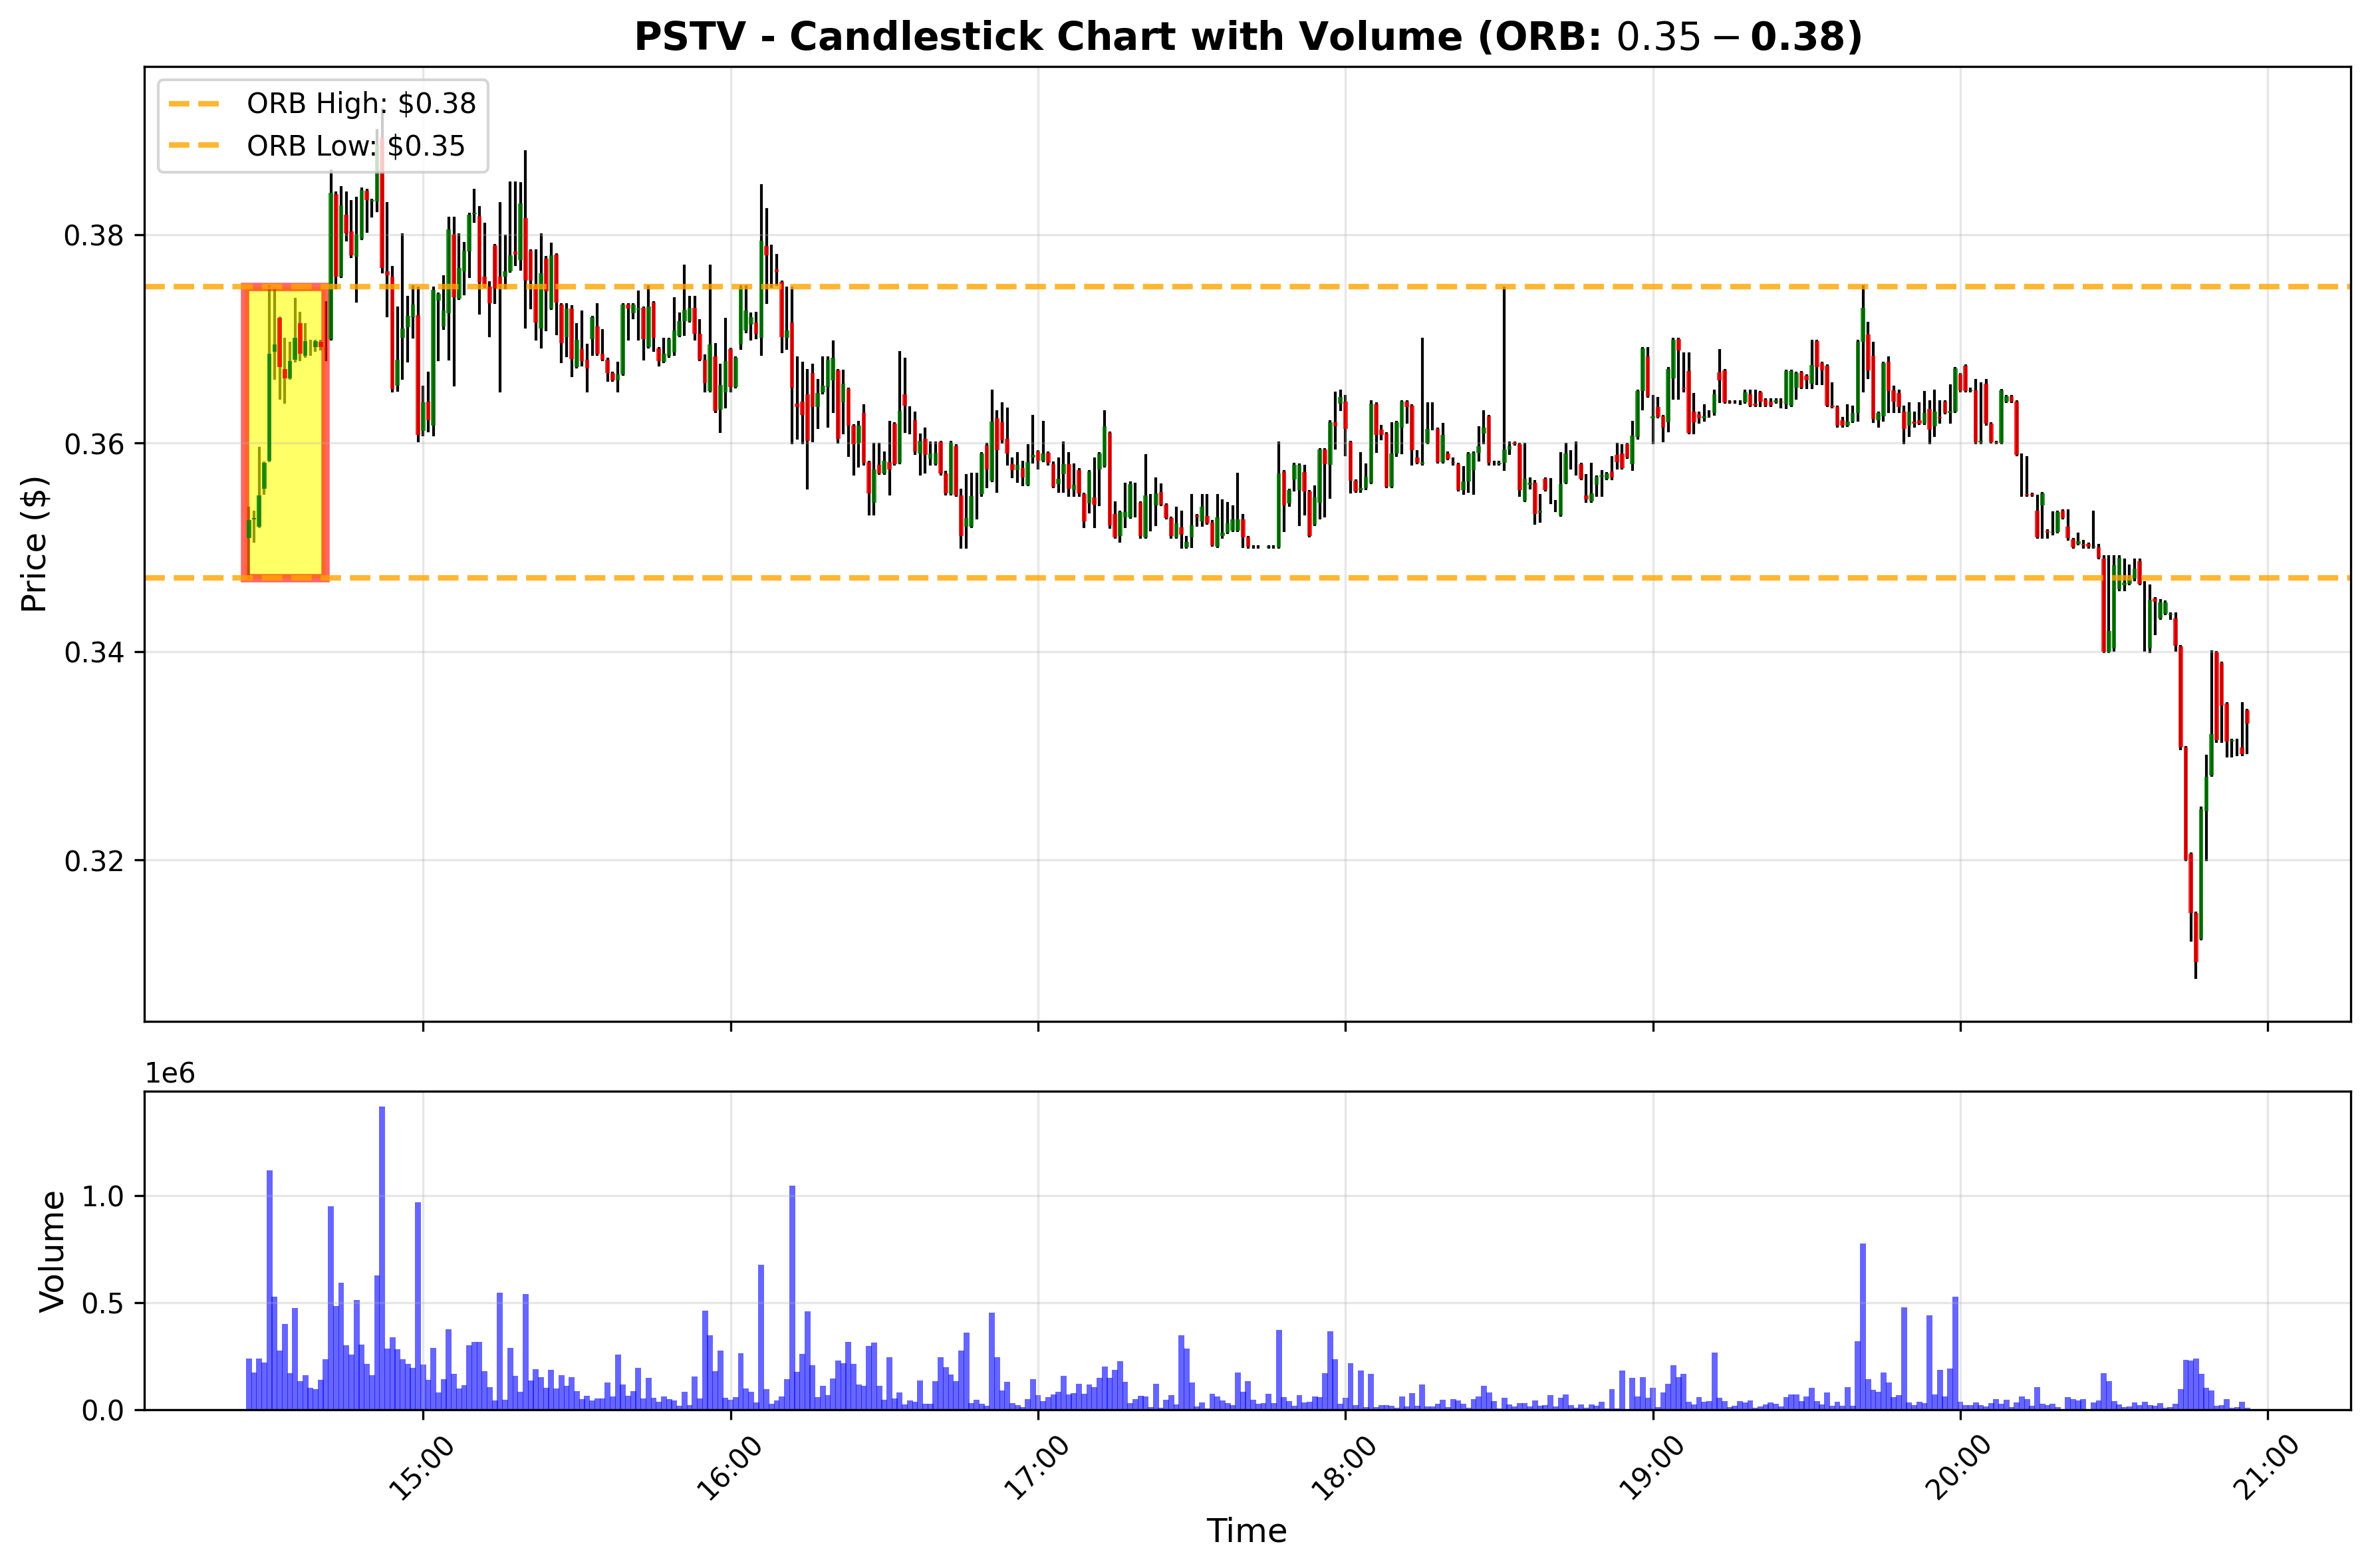 PSTV - Candlestick Chart with Volume (ORB: 0.35 − 0.38)
ORB High: $0.38
ORB Low: $0.35
Price ($)
0.38
0.36
0.34
0.32
1e6
Volume
1.0
0.5
0.0
15:00
16:00
17:00
18:00
19:00
20:00
21:00
Time